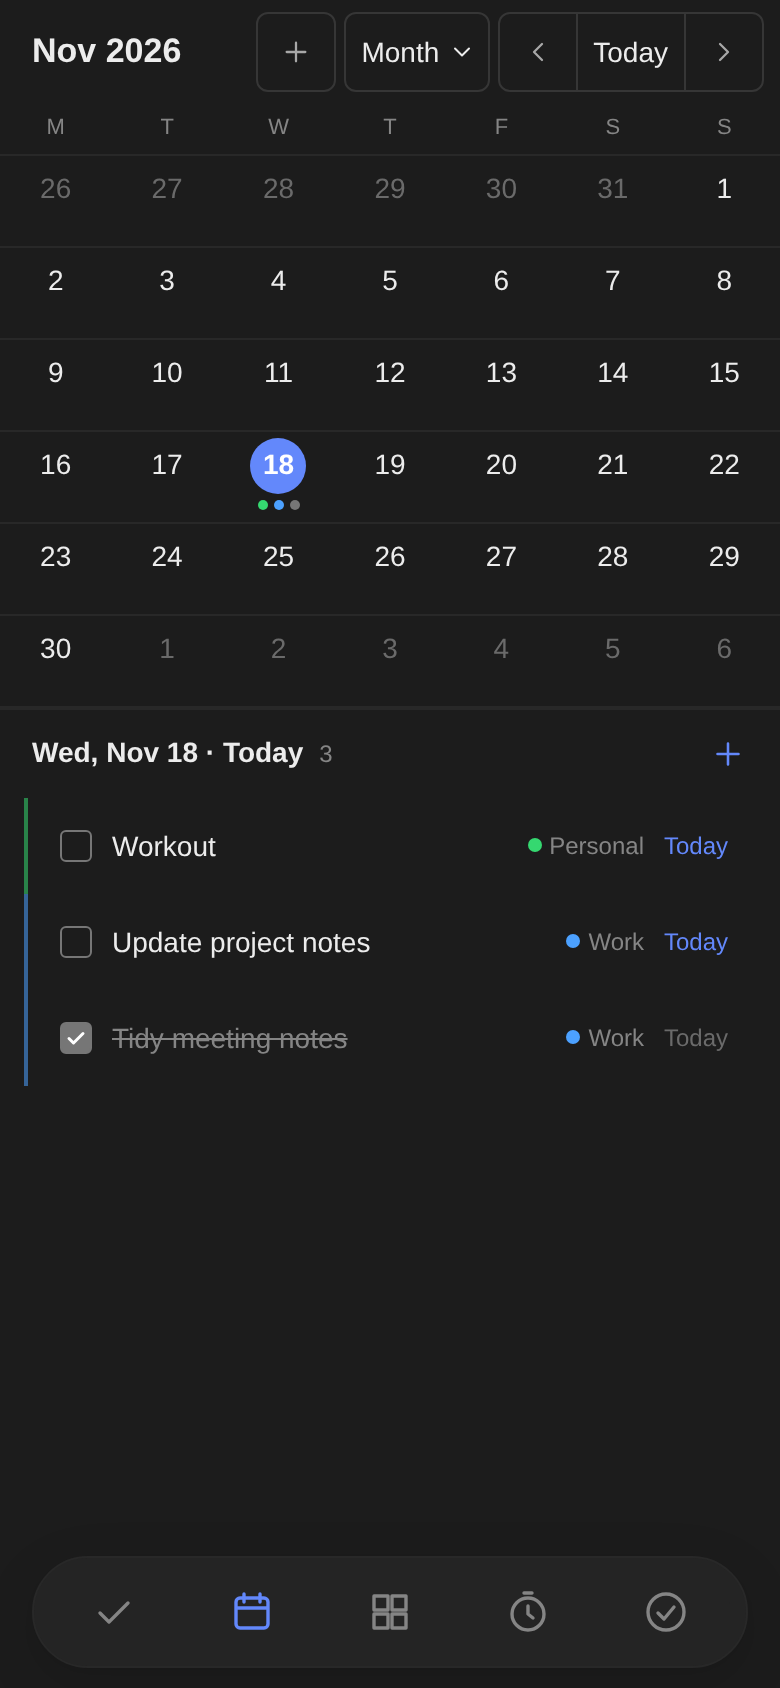 Nov 2026 Month Today
M T W T F S S
26 27 28 29 30 31 1
2 3 4 5 6 7 8
9 10 11 12 13 14 15
16 17 18 19 20 21 22
23 24 25 26 27 28 29
30 1 2 3 4 5 6
Wed, Nov 18 · Today 3
Workout Personal Today
Update project notes Work Today
Tidy meeting notes Work Today